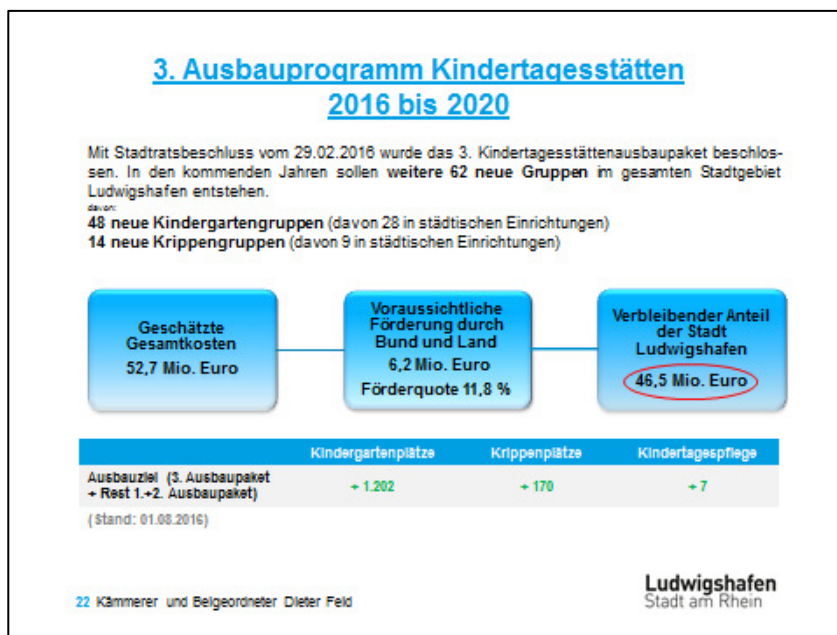 3. Ausbauprogramm Kindertagesstätten
2016 bis 2020
Mit Stadtratsbeschluss vom 29.02.2016 wurde das 3. Kindertagesstättenausbaupaket beschlos-
sen. In den kommenden Jahren sollen weitere 62 neue Gruppen im gesamten Stadtgebiet
Ludwigshafen entstehen.
davon:
48 neue Kindergartengruppen (davon 28 in städtischen Einrichtungen)
14 neue Krippengruppen (davon 9 in städtischen Einrichtungen)
Geschätzte
Gesamtkosten
52,7 Mio. Euro
Voraussichtliche
Förderung durch
Bund und Land
6,2 Mio. Euro
Förderquote 11,8 %
Verbleibender Anteil
der Stadt
Ludwigshafen
46,5 Mio. Euro
Kindergartenplätze Krippenplätze Kindertagespflege
Ausbauziel (3. Ausbaupaket
+ Rest 1.+2. Ausbaupaket)
+ 1.202 + 170 + 7
(Stand: 01.08.2016)
22 Kämmerer und Beigeordneter Dieter Feid
Ludwigshafen
Stadt am Rhein